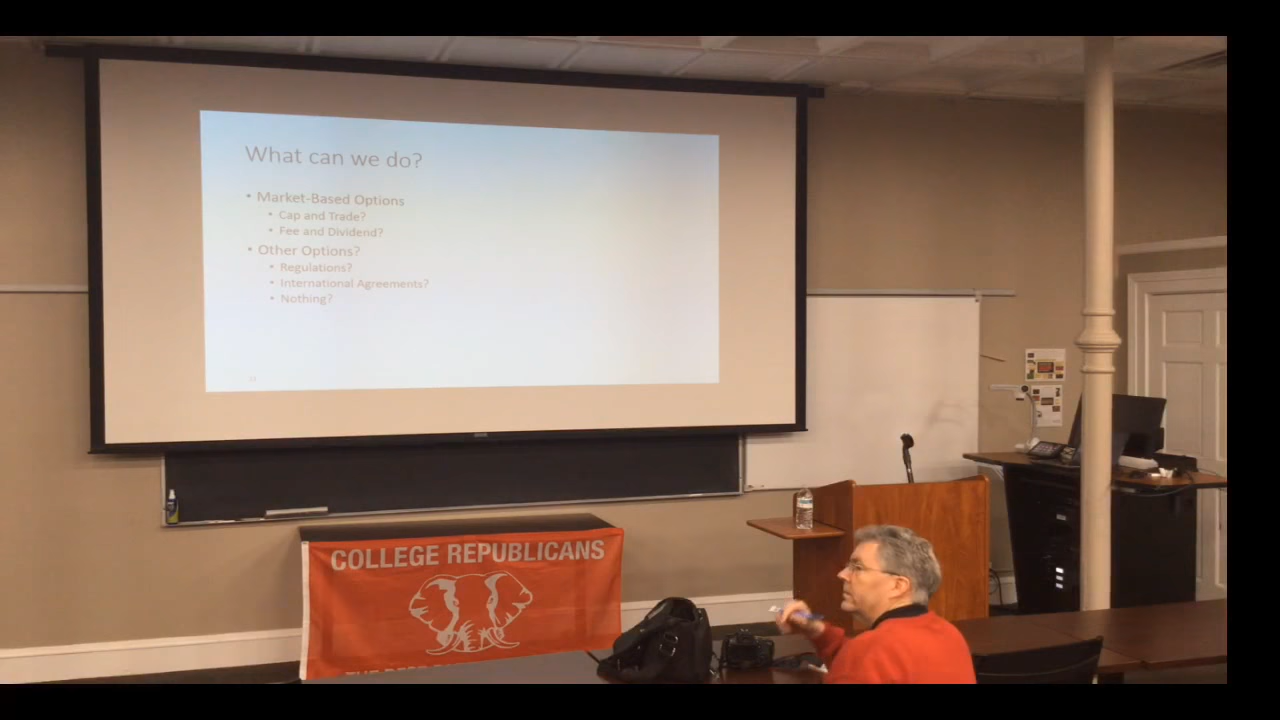 What can we do?
• Market-Based Options
• Cap and Trade?
• Fee and Dividend?
• Other Options?
• Regulations?
• International Agreements?
• Nothing?
COLLEGE REPUBLICANS